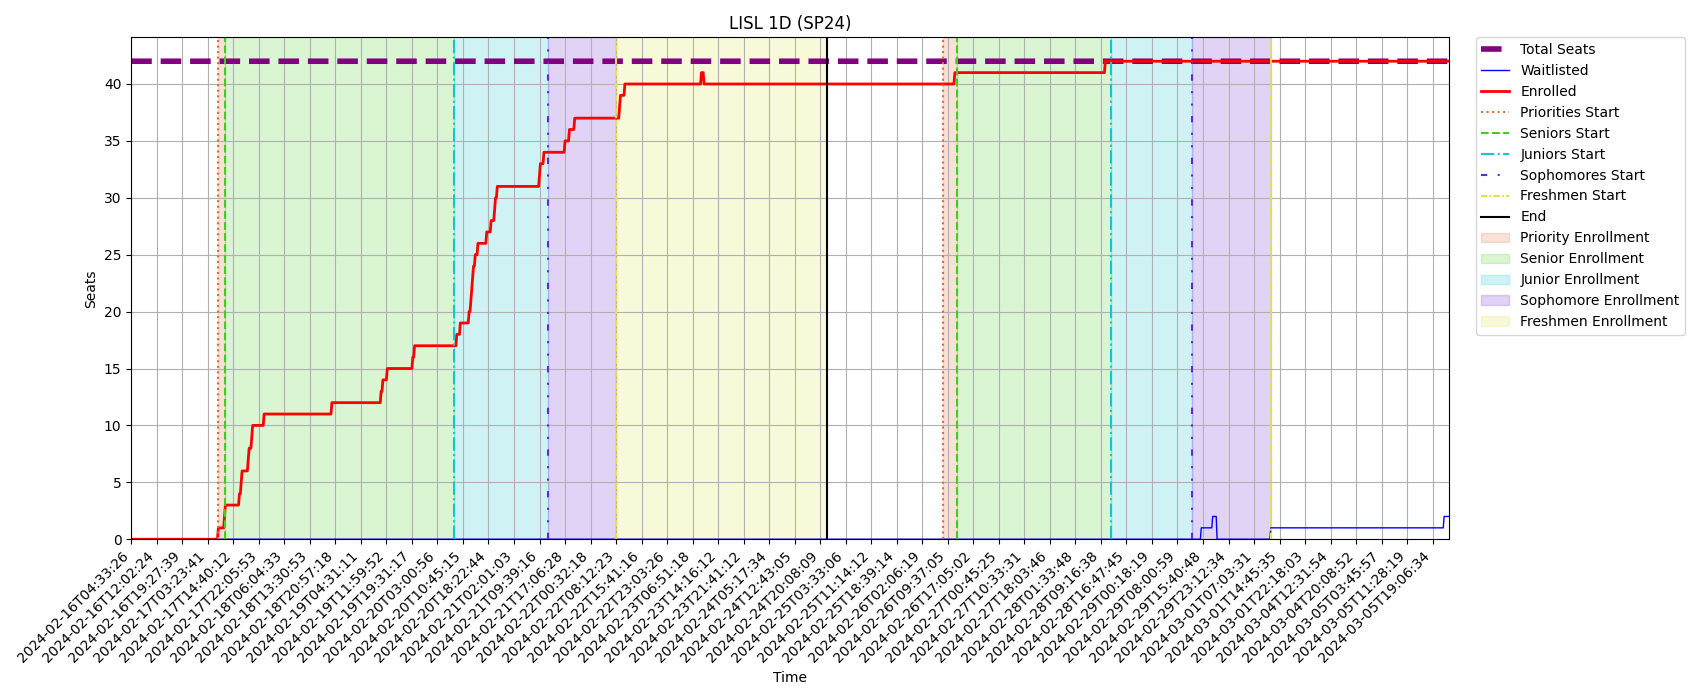 LISL 1D (SP24)
Total Seats
Waitlisted
Enrolled
Priorities Start
Seniors Start
Juniors Start
Sophomores Start
Freshmen Start
End
Priority Enrollment
Senior Enrollment
Junior Enrollment
Sophomore Enrollment
Freshmen Enrollment
Seats
40
35
30
25
20
15
10
5
0
2024-02-16T04:33:26
2024-02-16T12:02:24
2024-02-16T19:27:39
2024-02-17T03:23:41
2024-02-17T14:40:12
2024-02-17T22:05:53
2024-02-18T06:04:33
2024-02-18T13:30:53
2024-02-18T20:57:18
2024-02-19T04:31:11
2024-02-19T11:59:52
2024-02-19T19:31:17
2024-02-20T03:00:56
2024-02-20T10:45:15
2024-02-20T18:22:44
2024-02-21T02:01:03
2024-02-21T09:39:16
2024-02-21T17:06:28
2024-02-22T00:32:18
2024-02-22T08:12:23
2024-02-22T15:41:16
2024-02-22T23:03:26
2024-02-23T06:51:18
2024-02-23T14:16:12
2024-02-23T21:41:12
2024-02-24T05:17:34
2024-02-24T12:43:05
2024-02-24T20:08:09
2024-02-25T03:33:06
2024-02-25T11:14:12
2024-02-25T18:39:14
2024-02-26T02:06:19
2024-02-26T09:37:05
2024-02-26T17:05:02
2024-02-27T00:45:25
2024-02-27T10:33:31
2024-02-27T18:03:46
2024-02-28T01:33:48
2024-02-28T09:16:38
2024-02-28T16:47:45
2024-02-29T00:18:19
2024-02-29T08:00:59
2024-02-29T15:40:48
2024-02-29T23:12:34
2024-03-01T07:03:31
2024-03-01T14:45:35
2024-03-01T22:18:03
2024-03-04T12:31:54
2024-03-04T20:08:52
2024-03-05T03:45:57
2024-03-05T11:28:19
2024-03-05T19:06:34
Time